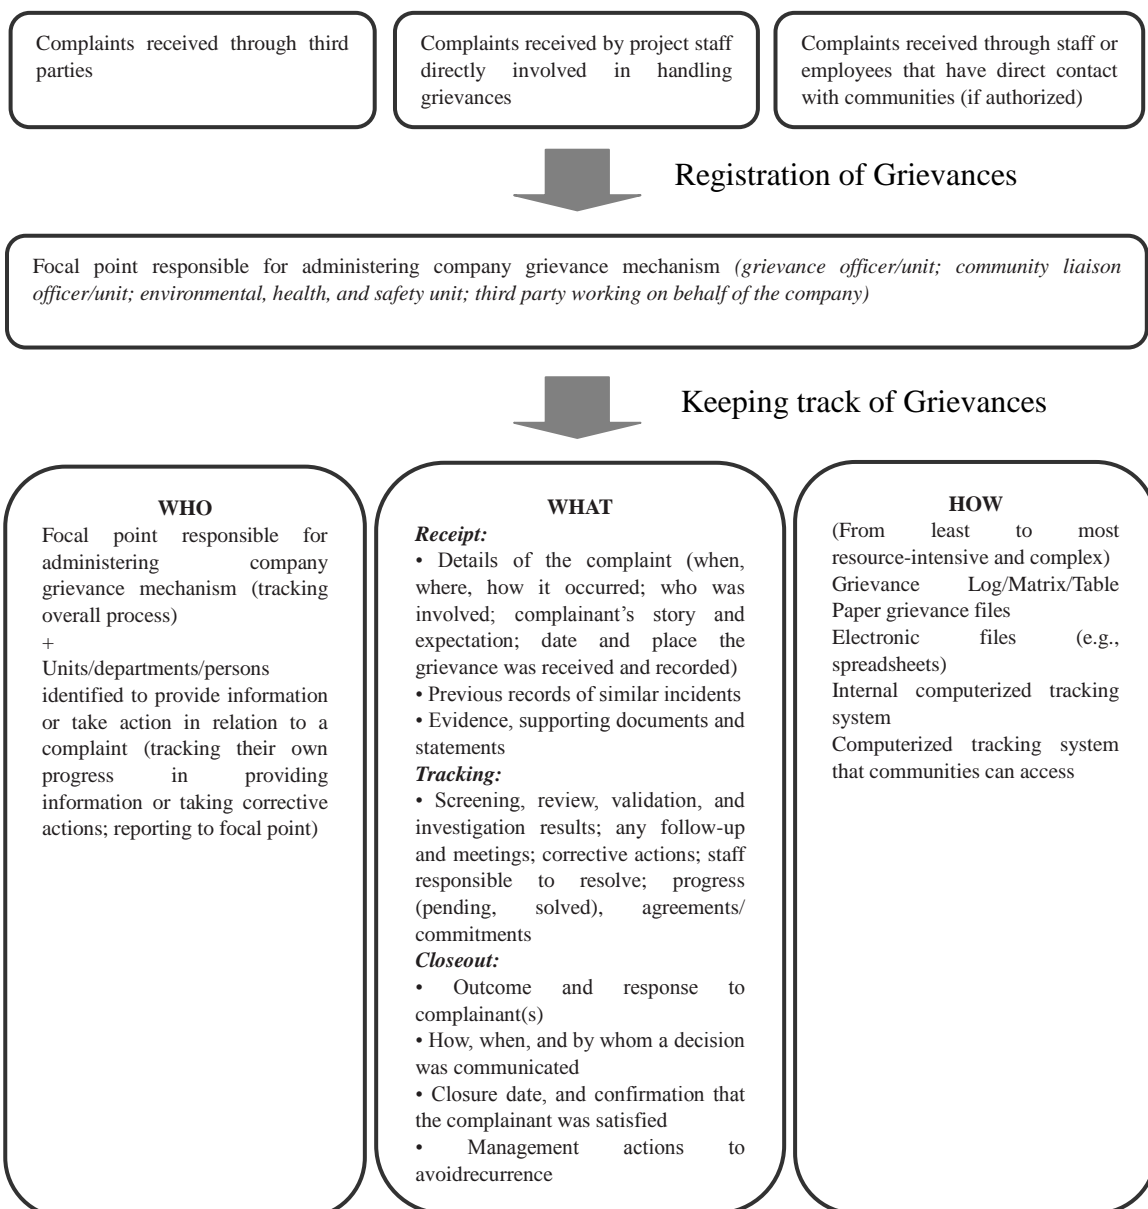 Complaints received through third
parties
Complaints received by project staff
directly involved in handling
grievances
Complaints received through staff or
employees that have direct contact
with communities (if authorized)
Registration of Grievances
Focal point responsible for administering company grievance mechanism (grievance officer/unit; community liaison
officer/unit; environmental, health, and safety unit; third party working on behalf of the company)
Keeping track of Grievances
WHO
Focal point responsible for
administering company
grievance mechanism (tracking
overall process)
+
Units/departments/persons
identified to provide information
or take action in relation to a
complaint (tracking their own
progress in providing
information or taking corrective
actions; reporting to focal point)
WHAT
Receipt:
• Details of the complaint (when,
where, how it occurred; who was
involved; complainant's story and
expectation; date and place the
grievance was received and recorded)
• Previous records of similar incidents
• Evidence, supporting documents and
statements
Tracking:
• Screening, review, validation, and
investigation results; any follow-up
and meetings; corrective actions; staff
responsible to resolve; progress
(pending, solved), agreements/
commitments
Closeout:
• Outcome and response to
complainant(s)
• How, when, and by whom a decision
was communicated
• Closure date, and confirmation that
the complainant was satisfied
• Management actions to
avoidrecurrence
HOW
(From least to most
resource-intensive and complex)
Grievance Log/Matrix/Table
Paper grievance files
Electronic files (e.g.,
spreadsheets)
Internal computerized tracking
system
Computerized tracking system
that communities can access